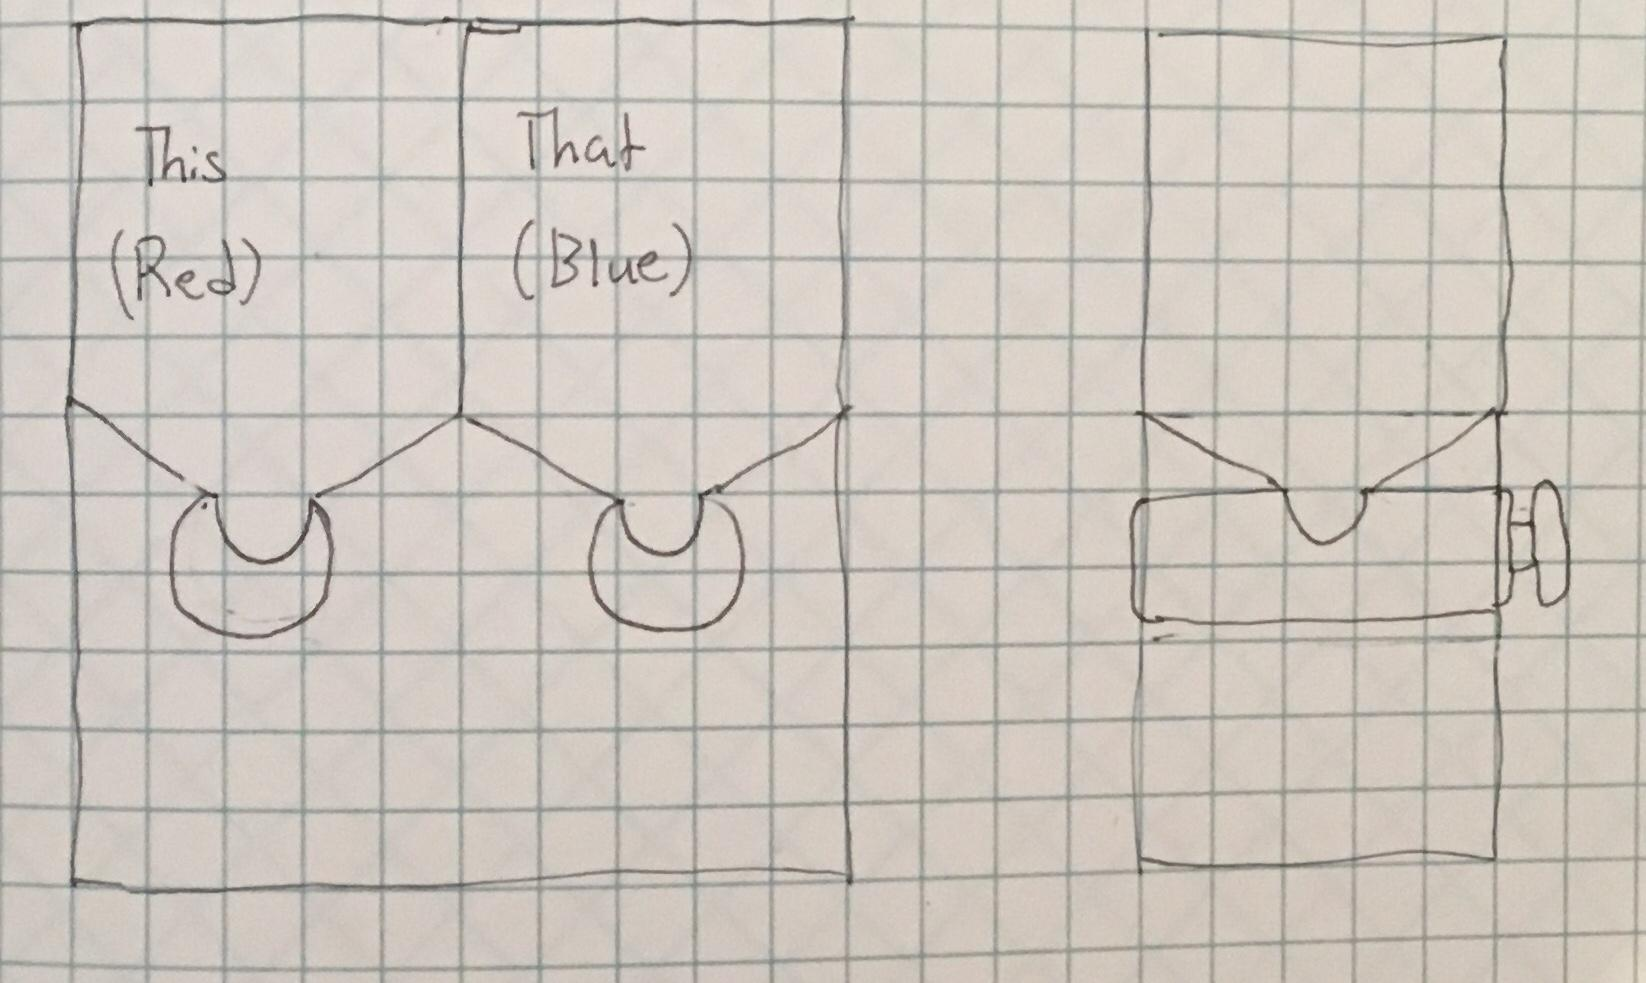 This
(Red)
That
(Blue)